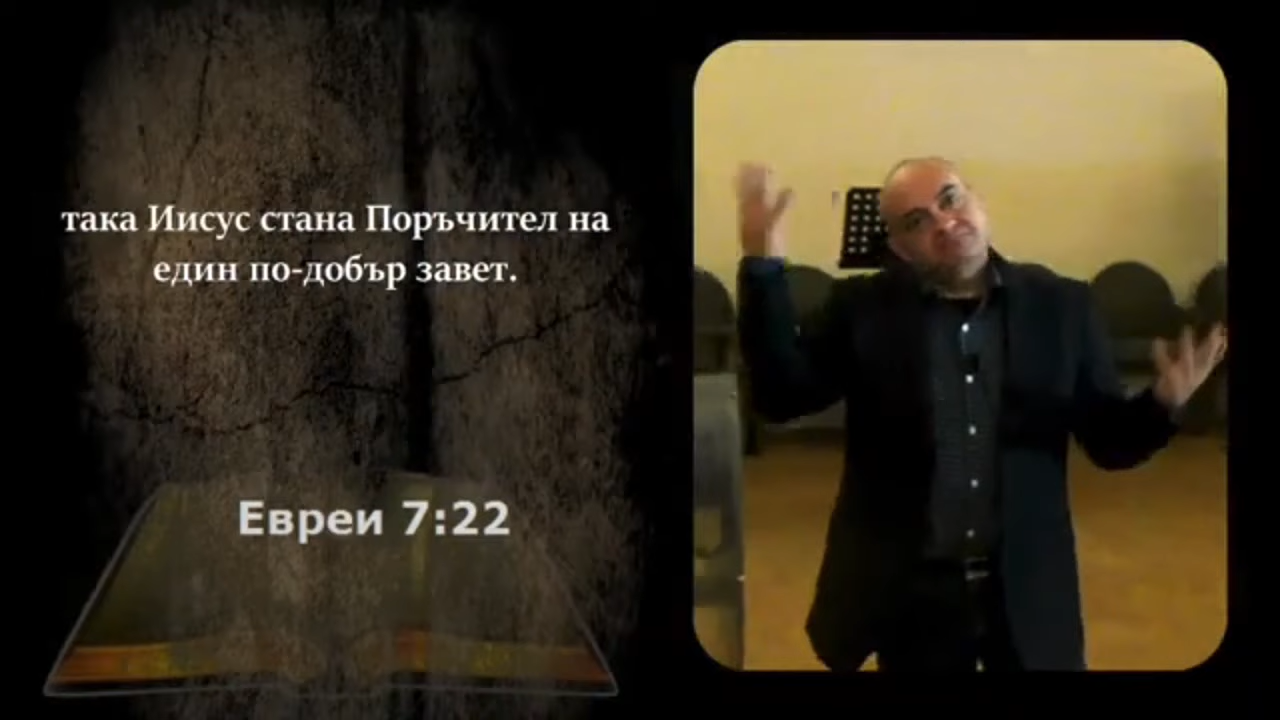 така Иисус стана Поръчител на
един по-добър завет.
Евреи 7:22